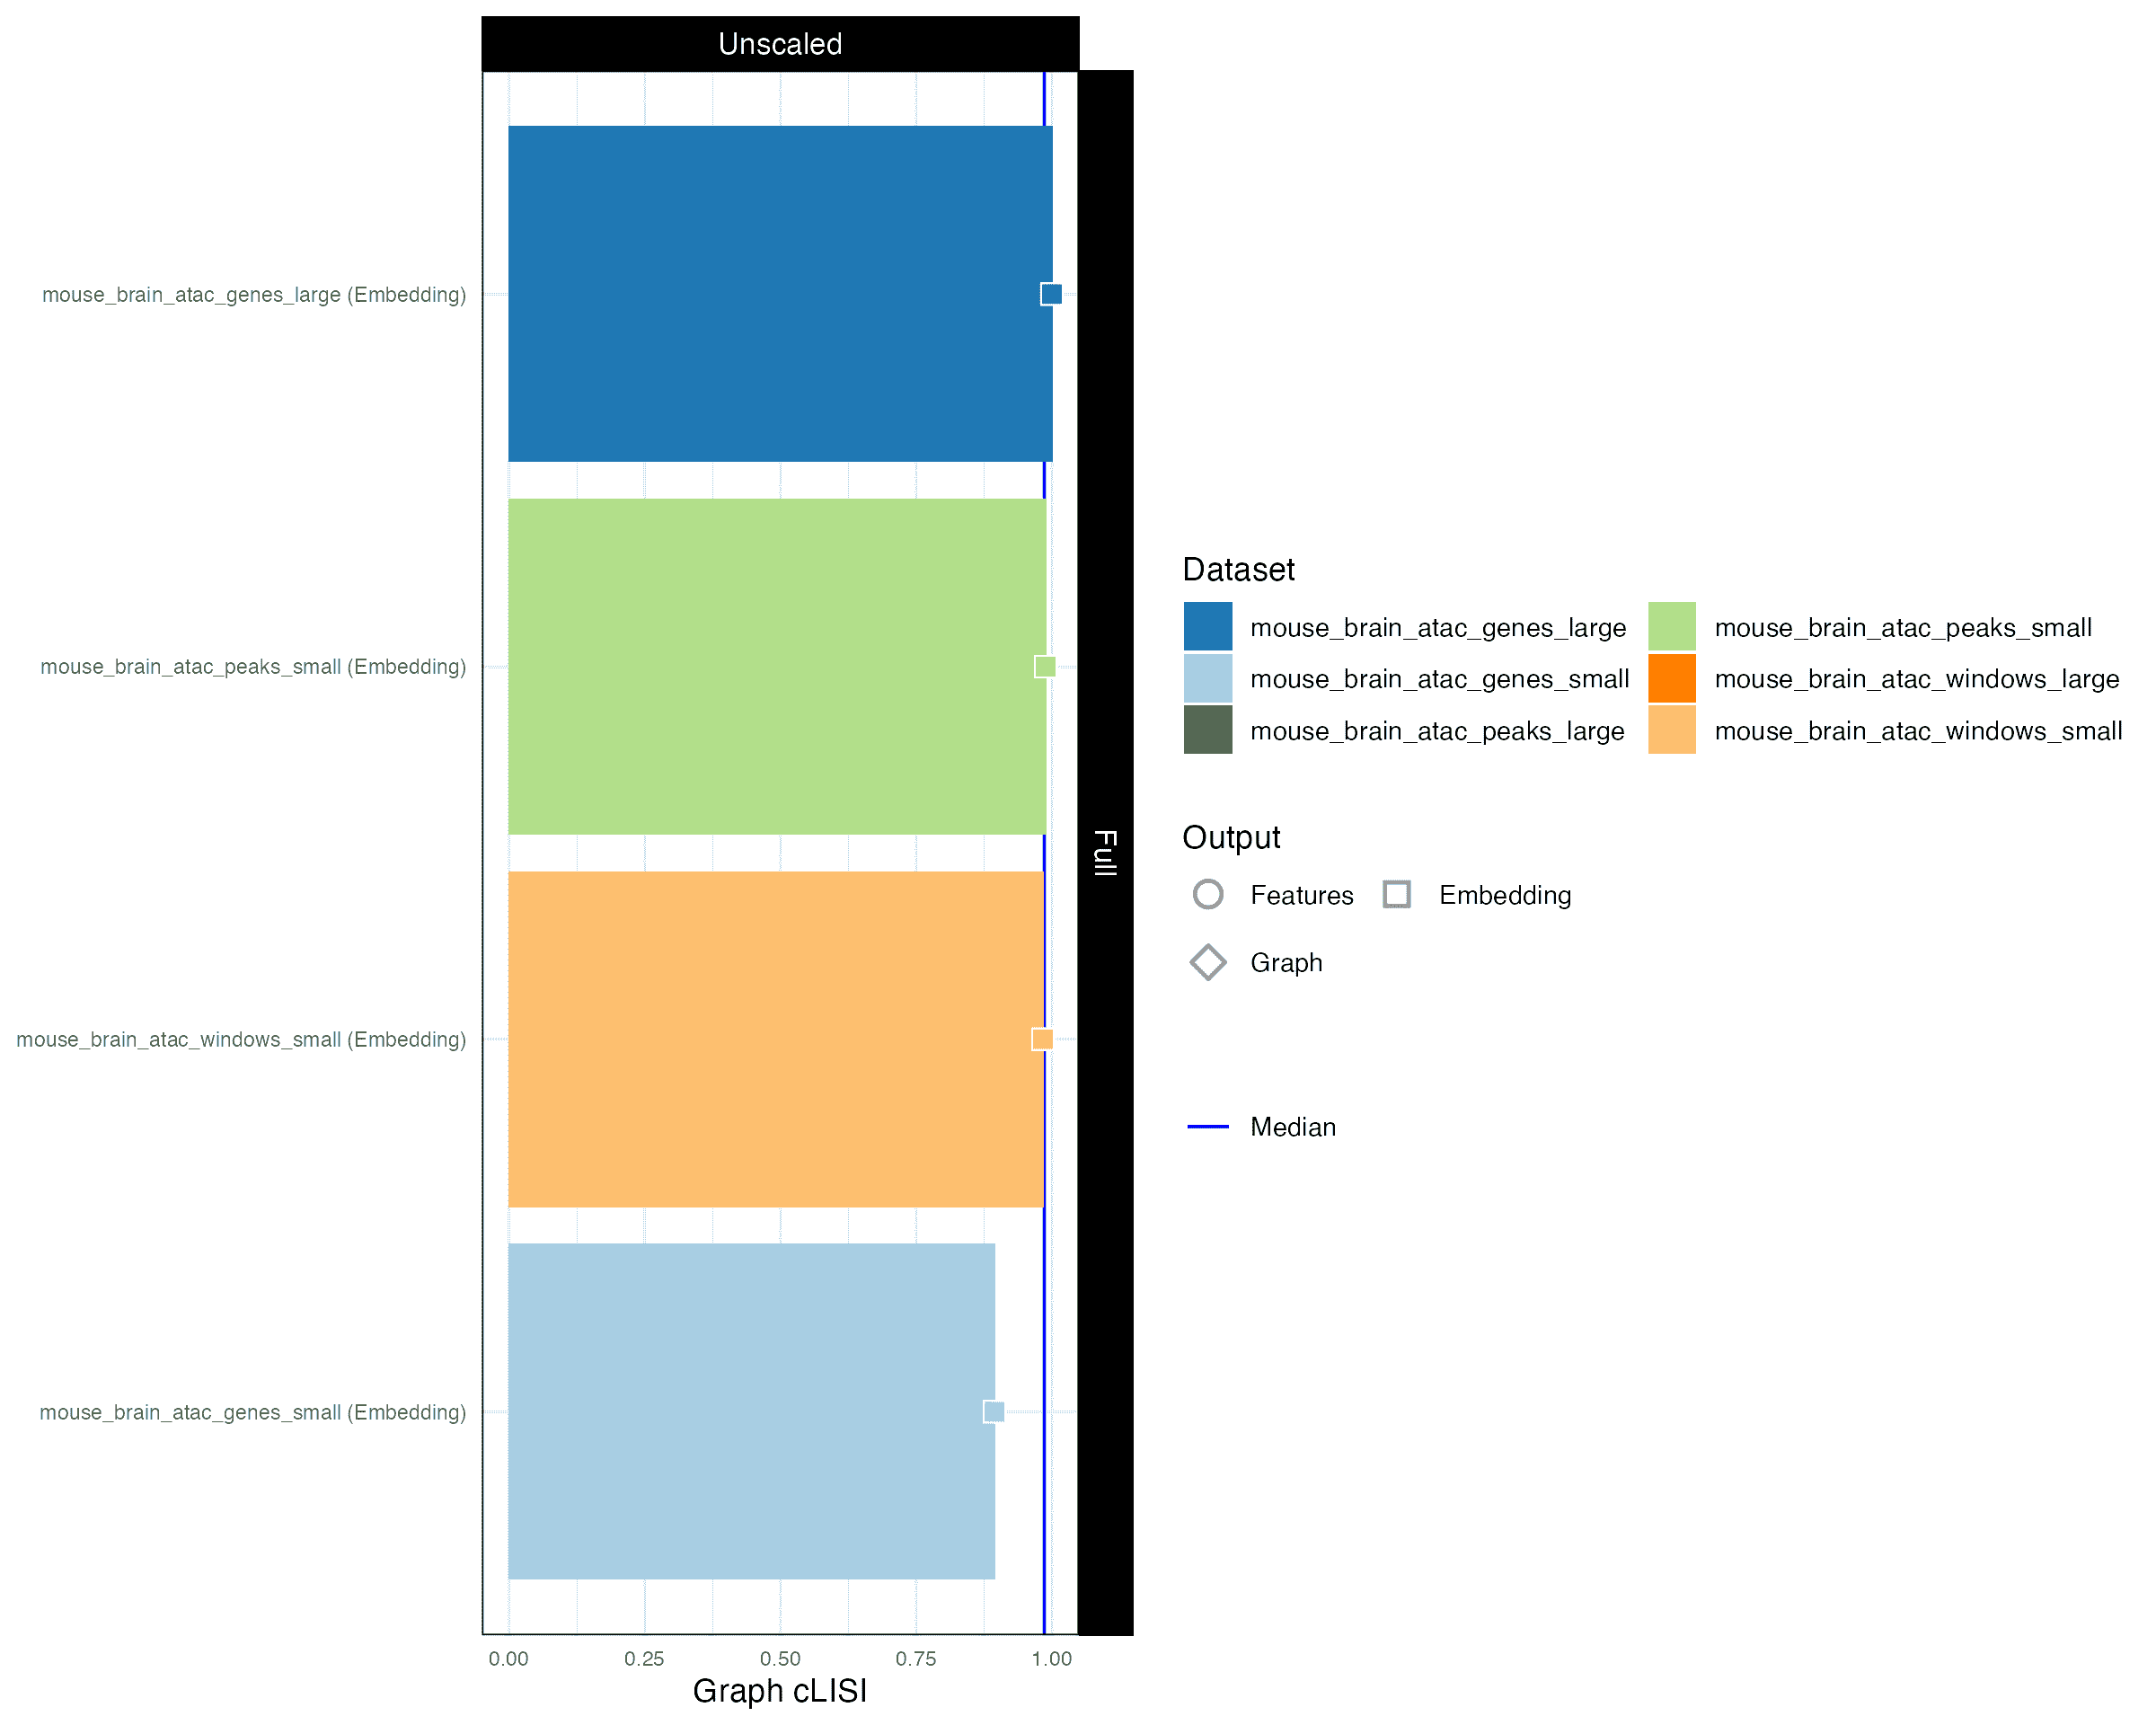 Unscaled
mouse_brain_atac_genes_large (Embedding)
mouse_brain_atac_peaks_small (Embedding)
mouse_brain_atac_windows_small (Embedding)
mouse_brain_atac_genes_small (Embedding)
0.00 0.25 0.50 0.75 1.00
Graph cLISI
Full
Dataset
mouse_brain_atac_genes_large mouse_brain_atac_peaks_small
mouse_brain_atac_genes_small mouse_brain_atac_windows_large
mouse_brain_atac_peaks_large mouse_brain_atac_windows_small
Output
Features Embedding
Graph
Median